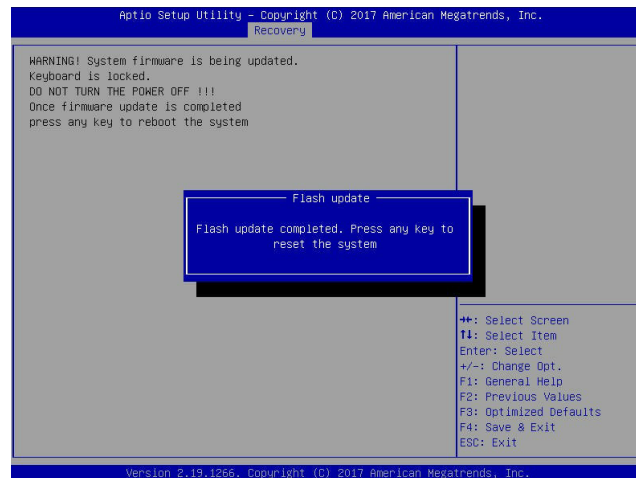 Aptio Setup Utility – Copyright (C) 2017 American Megatrends, Inc.
Recovery
WARNING! System firmware is being updated.
Keyboard is locked.
DO NOT TURN THE POWER OFF !!!
Once firmware update is completed
press any key to reboot the system
Flash update
Flash update completed. Press any key to
reset the system
→←: Select Screen
↑↓: Select Item
Enter: Select
+/-: Change Opt.
F1: General Help
F2: Previous Values
F3: Optimized Defaults
F4: Save & Exit
ESC: Exit
Version 2.19.1266. Copyright (C) 2017 American Megatrends, Inc.